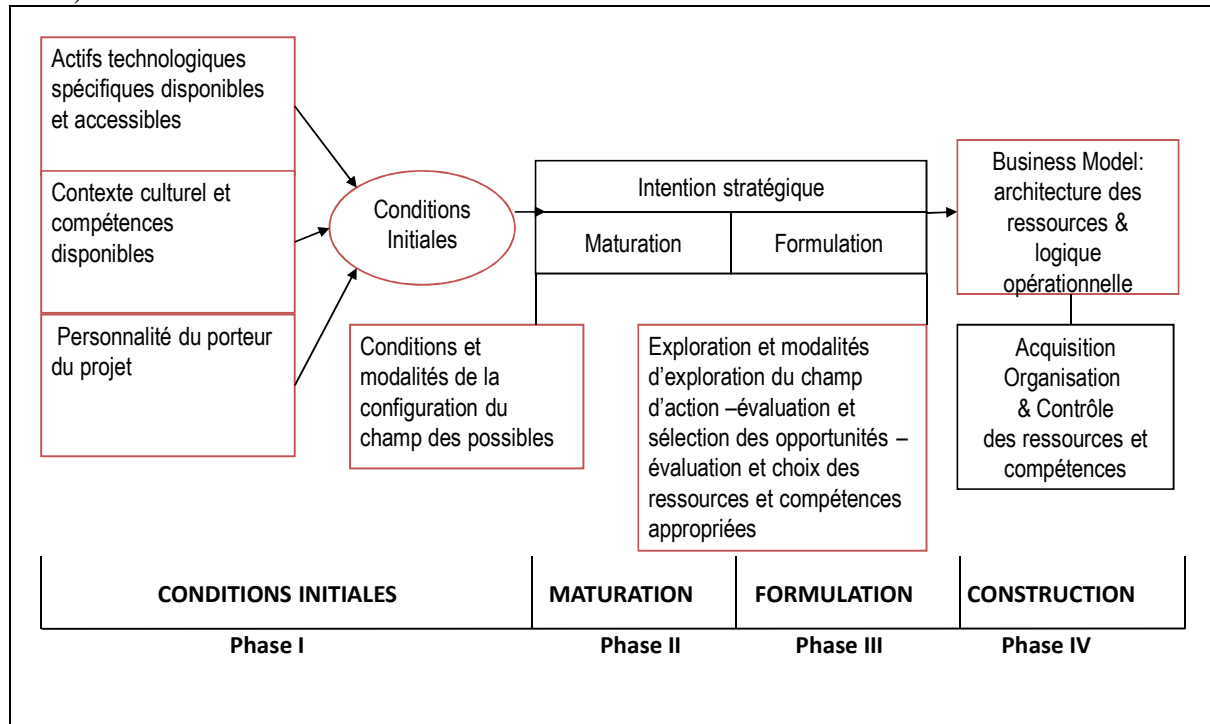 Actifs technologiques
spécifiques disponibles
et accessibles
Contexte culturel et
compétences
disponibles
Personnalité du porteur
du projet
Conditions
Initiales
Intention stratégique
Maturation
Formulation
Business Model:
architecture des
ressources &
logique
opérationnelle
Conditions et
modalités de la
configuration du
champ des possibles
Exploration et modalités
d’exploration du champ
d’action –évaluation et
sélection des opportunités –
évaluation et choix des
ressources et compétences
appropriées
Acquisition
Organisation
& Contrôle
des ressources et
compétences
CONDITIONS INITIALES
MATURATION
FORMULATION
CONSTRUCTION
Phase I
Phase II
Phase III
Phase IV